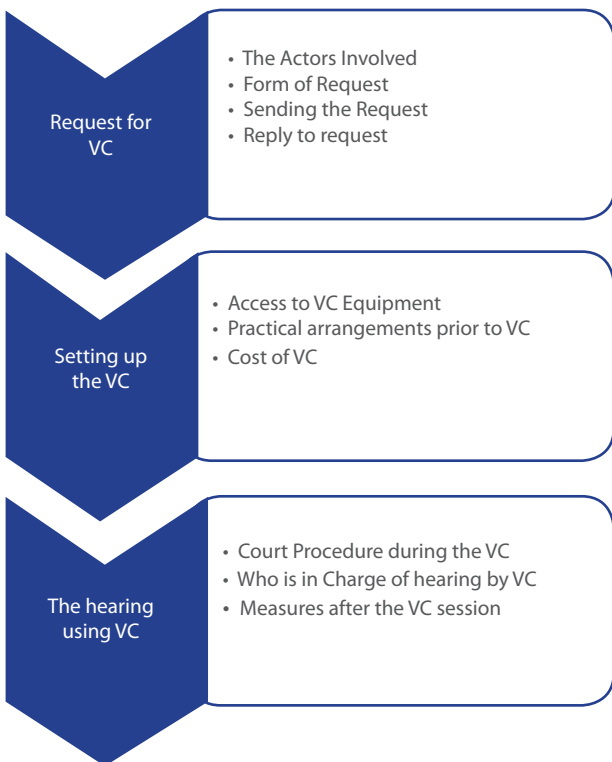 Request for
VC
• The Actors Involved
• Form of Request
• Sending the Request
• Reply to request
Setting up
the VC
• Access to VC Equipment
• Practical arrangements prior to VC
• Cost of VC
The hearing
using VC
• Court Procedure during the VC
• Who is in Charge of hearing by VC
• Measures after the VC session